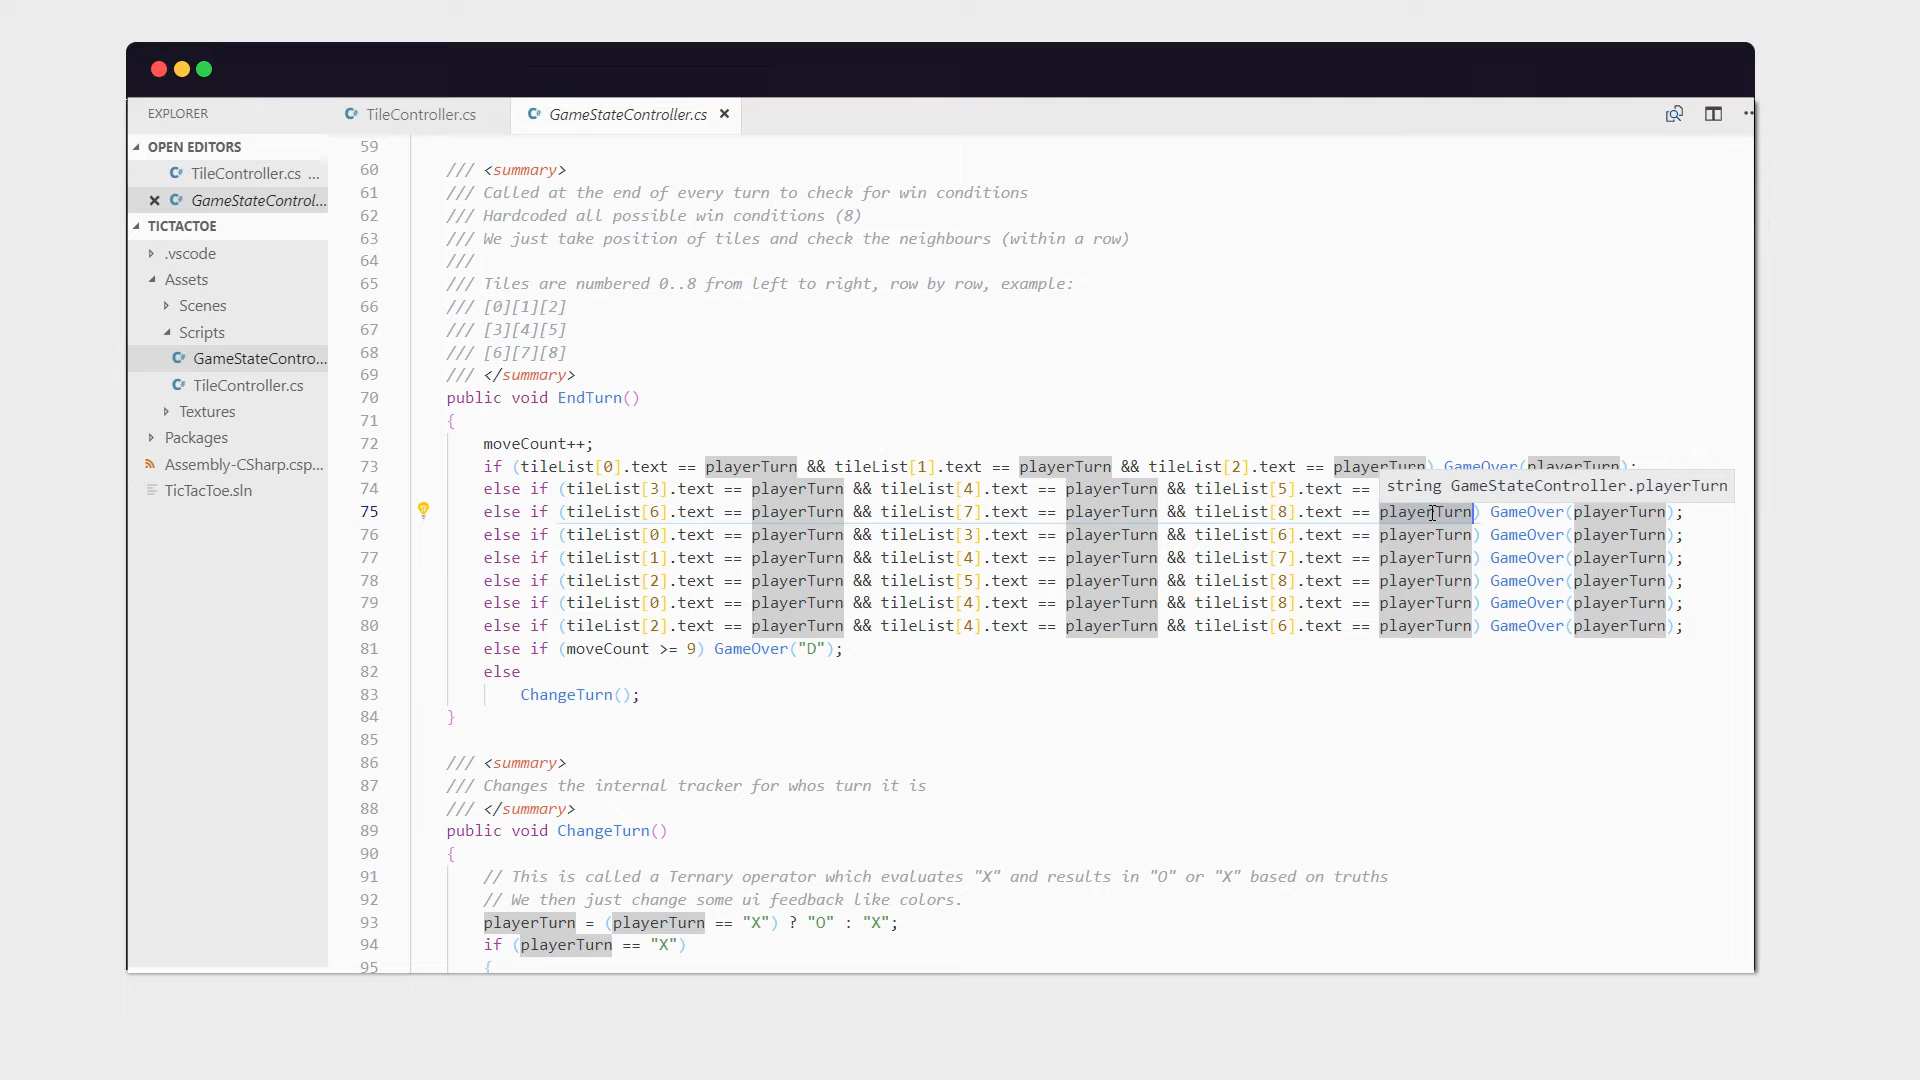 EXPLORER
TileController.cs
GameStateController.cs
OPEN EDITORS
TileController.cs ...
GameStateControl...
TICTACTOE
.vscode
Assets
Scenes
Scripts
GameStateContro...
TileController.cs
Textures
Packages
Assembly-CSharp.csp...
TicTacToe.sln
59
60 /// <summary>
61 /// Called at the end of every turn to check for win conditions
62 /// Hardcoded all possible win conditions (8)
63 /// We just take position of tiles and check the neighbours (within a row)
64 ///
65 /// Tiles are numbered 0..8 from left to right, row by row, example:
66 /// [0][1][2]
67 /// [3][4][5]
68 /// [6][7][8]
69 /// </summary>
70 public void EndTurn()
71 {
72 moveCount++;
73 if (tileList[0].text == playerTurn && tileList[1].text == playerTurn && tileList[2].text == playerTurn) GameOver(playerTurn);
74 else if (tileList[3].text == playerTurn && tileList[4].text == playerTurn && tileList[5].text ==
string GameStateController.playerTurn
75 else if (tileList[6].text == playerTurn && tileList[7].text == playerTurn && tileList[8].text == playerTurn) GameOver(playerTurn);
76 else if (tileList[0].text == playerTurn && tileList[3].text == playerTurn && tileList[6].text == playerTurn) GameOver(playerTurn);
77 else if (tileList[1].text == playerTurn && tileList[4].text == playerTurn && tileList[7].text == playerTurn) GameOver(playerTurn);
78 else if (tileList[2].text == playerTurn && tileList[5].text == playerTurn && tileList[8].text == playerTurn) GameOver(playerTurn);
79 else if (tileList[0].text == playerTurn && tileList[4].text == playerTurn && tileList[8].text == playerTurn) GameOver(playerTurn);
80 else if (tileList[2].text == playerTurn && tileList[4].text == playerTurn && tileList[6].text == playerTurn) GameOver(playerTurn);
81 else if (moveCount >= 9) GameOver("D");
82 else
83 ChangeTurn();
84 }
85
86 /// <summary>
87 /// Changes the internal tracker for whos turn it is
88 /// </summary>
89 public void ChangeTurn()
90 {
91 // This is called a Ternary operator which evaluates "X" and results in "O" or "X" based on truths
92 // We then just change some ui feedback like colors.
93 playerTurn = (playerTurn == "X") ? "O" : "X";
94 if (playerTurn == "X")
95 {